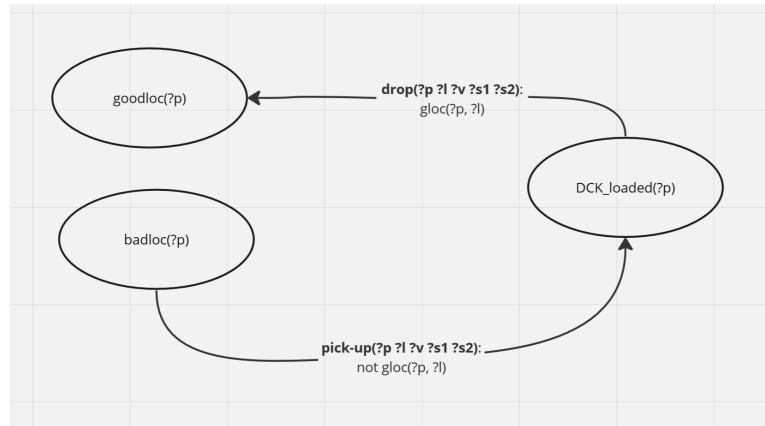 goodloc(?p)
drop(?p ?l ?v ?s1 ?s2):
gloc(?p, ?l)
DCK_loaded(?p)
badloc(?p)
pick-up(?p ?l ?v ?s1 ?s2):
not gloc(?p, ?l)